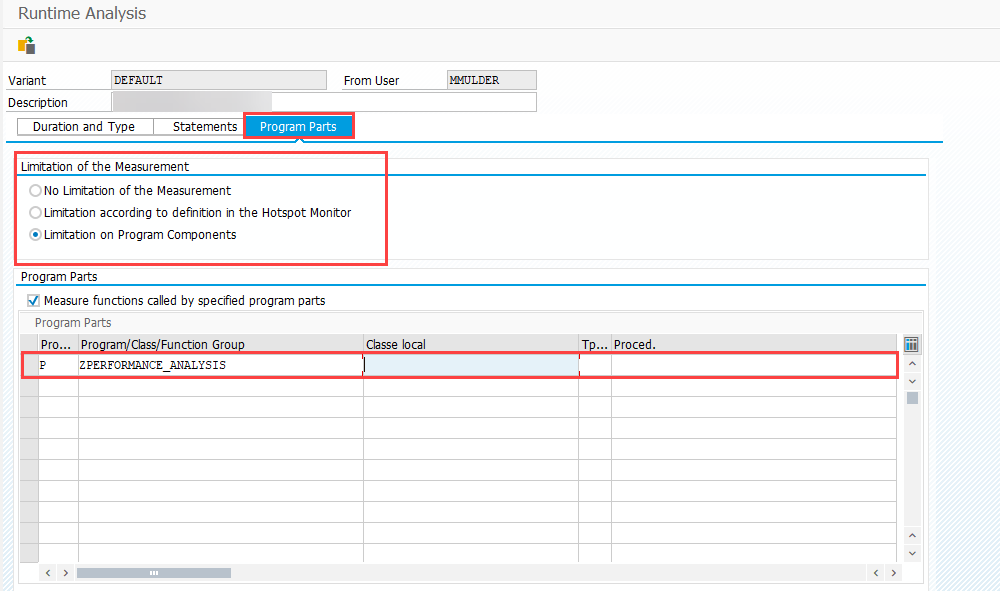 Runtime Analysis
Variant DEFAULT From User MMULDER
Description
Duration and Type Statements Program Parts
Limitation of the Measurement
No Limitation of the Measurement
Limitation according to definition in the Hotspot Monitor
Limitation on Program Components
Program Parts
Measure functions called by specified program parts
Program Parts
Pro... Program/Class/Function Group Classe local Tp... Proced.
P ZPERFORMANCE_ANALYSIS